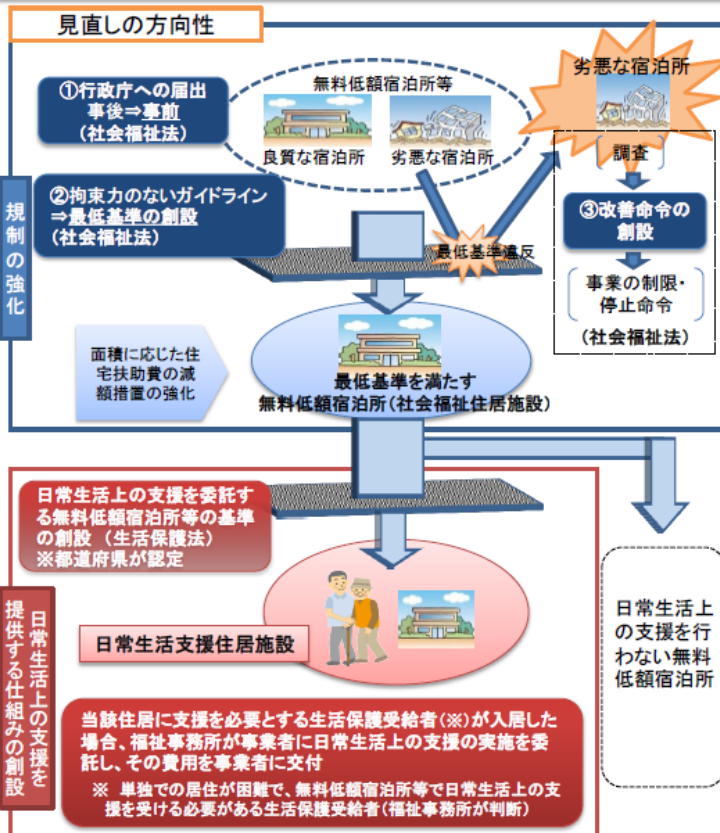 見直しの方向性
①行政庁への届出
事後⇒事前
(社会福祉法)
無料低額宿泊所等
良質な宿泊所
劣悪な宿泊所
劣悪な宿泊所
調査
③改善命令の
創設
事業の制限・
停止命令
(社会福祉法)
規制の強化
②拘束力のないガイドライン
⇒最低基準の創設
(社会福祉法)
最低基準違反
面積に応じた住
宅扶助費の減
額措置の強化
最低基準を満たす
無料低額宿泊所(社会福祉住居施設)
日常生活上の支援を
提供する仕組みの創設
日常生活上の支援を委託す
る無料低額宿泊所等の基準
の創設 (生活保護法)
※都道府県が認定
日常生活支援住居施設
日常生活上
の支援を行
わない無料
低額宿泊所
当該住居に支援を必要とする生活保護受給者(※)が入居した
場合、福祉事務所が事業者に日常生活上の支援の実施を委
託し、その費用を事業者に交付
※ 単独での居住が困難で、無料低額宿泊所等で日常生活上の支
援を受ける必要がある生活保護受給者(福祉事務所が判断)